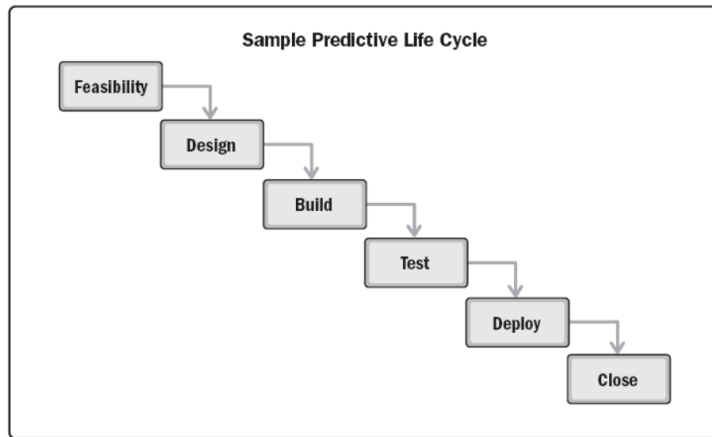 Sample Predictive Life Cycle
Feasibility
Design
Build
Test
Deploy
Close